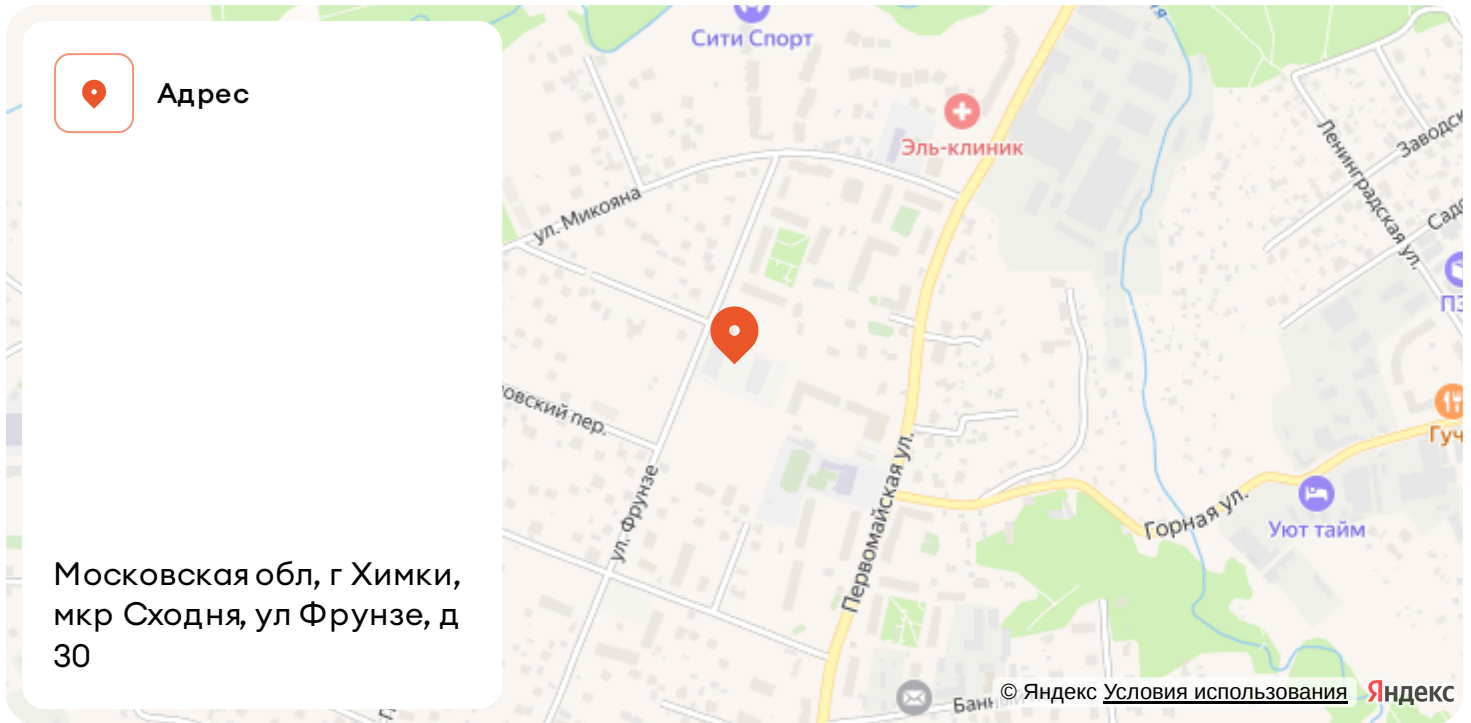 Адрес
Московская обл, г Химки,
мкр Сходня, ул Фрунзе, д
30
Сити Спорт
Эль-клиник
ул. Микояна
Ленинградская ул.
ул. Фрунзе
Первомайская ул.
Горная ул.
Уют тайм
пер.
© Яндекс Условия использования
Яндекс